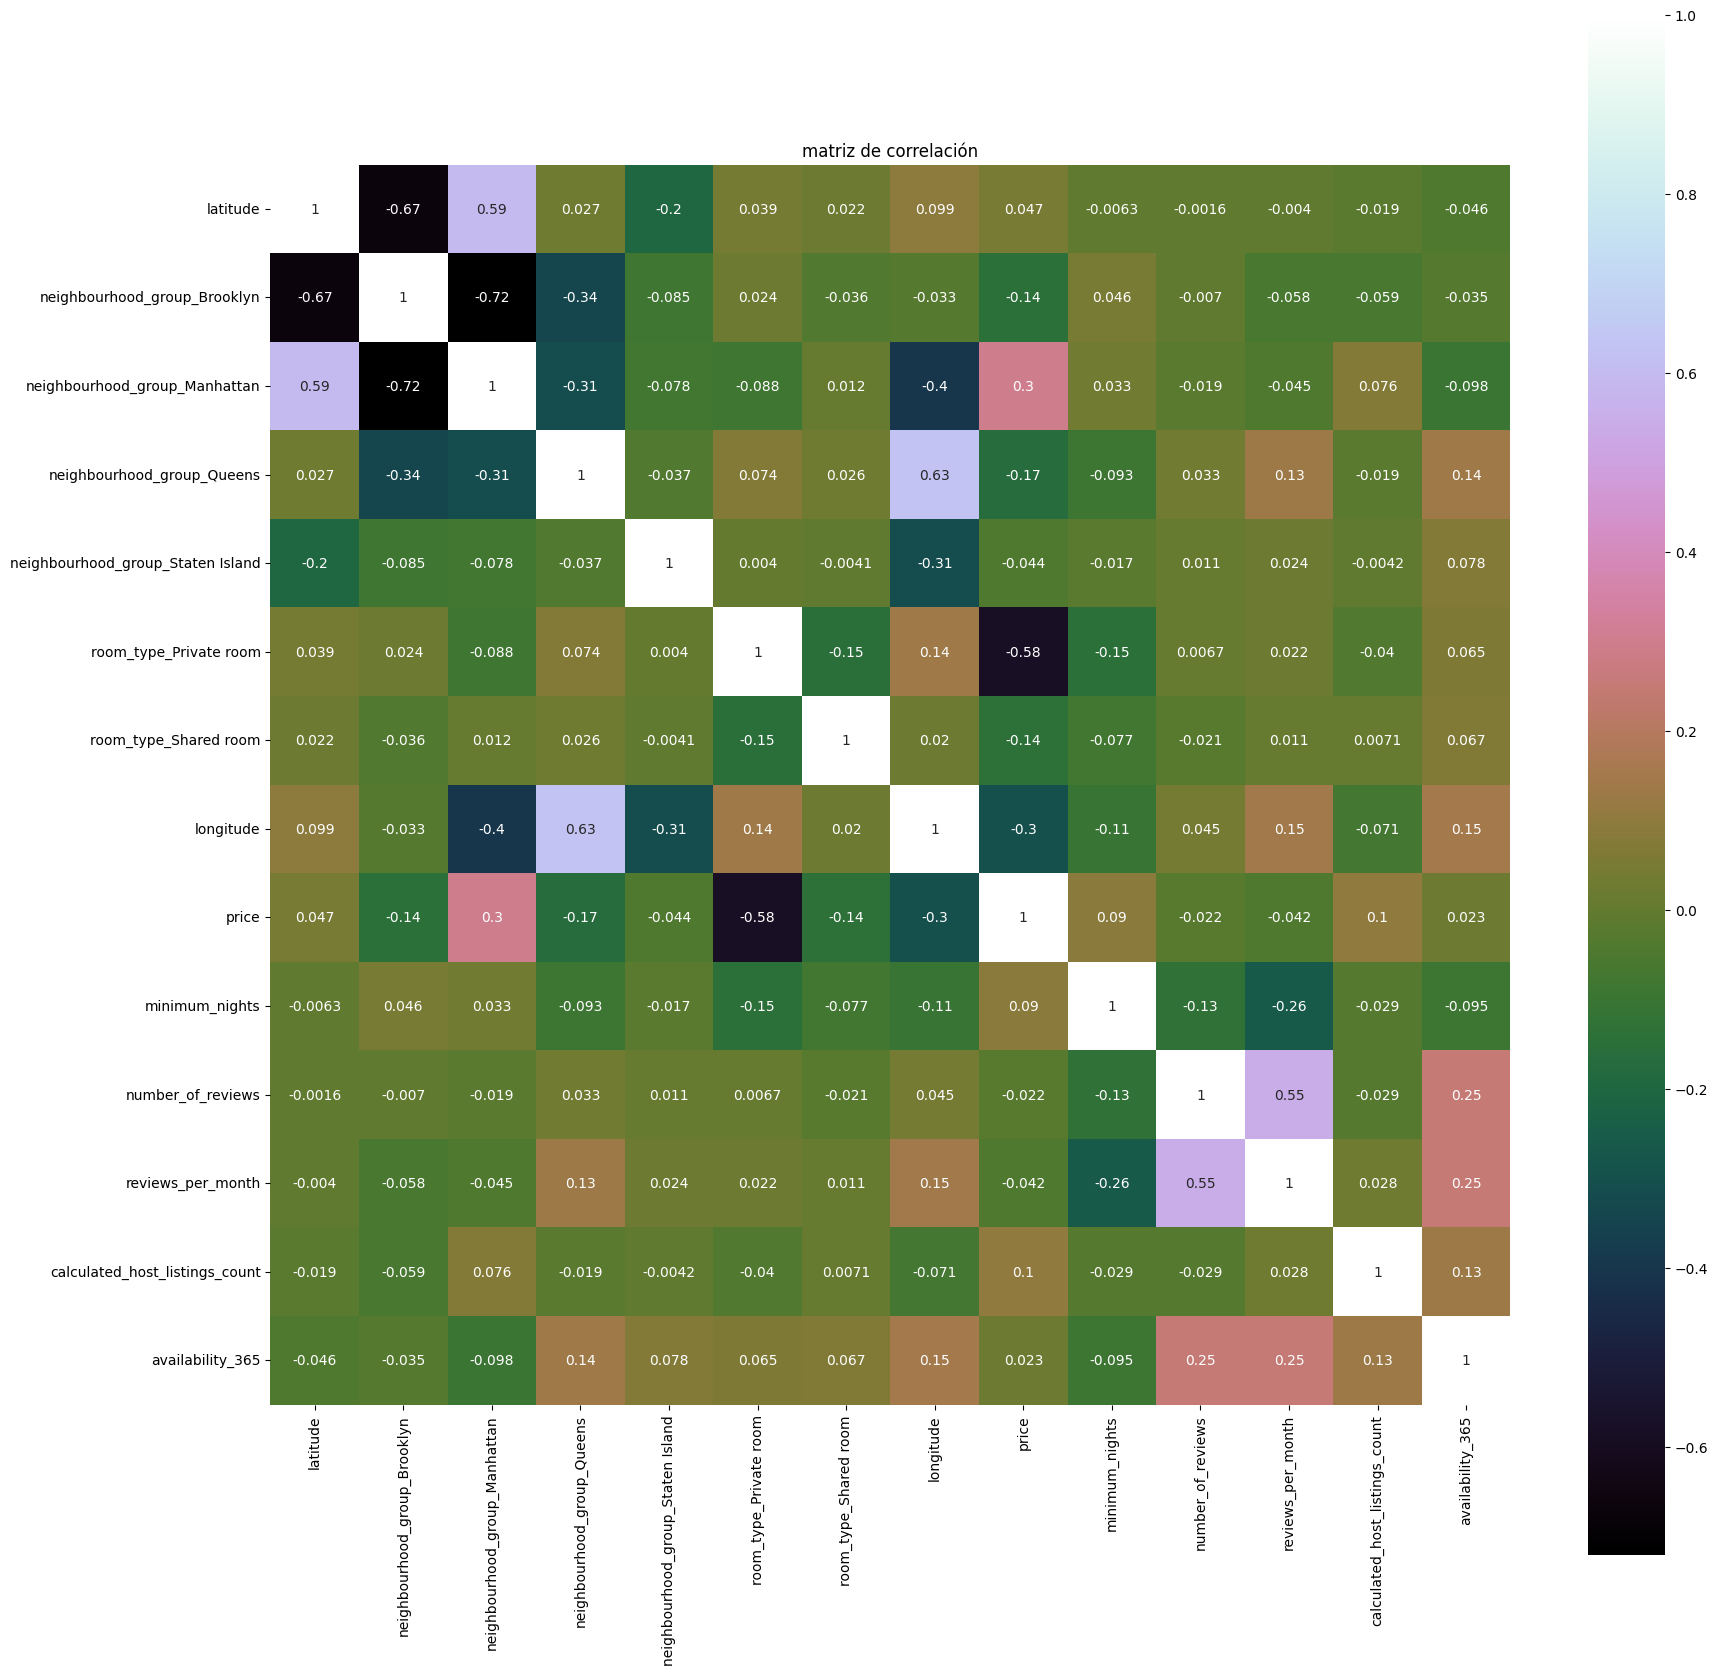 matriz de correlación
latitude 1 -0.67 0.59 0.027 -0.2 0.039 0.022 0.099 0.047 -0.0063 -0.0016 -0.004 -0.019 -0.046
neighbourhood_group_Brooklyn -0.67 1 -0.72 -0.34 -0.085 0.024 -0.036 -0.033 -0.14 0.046 -0.007 -0.058 -0.059 -0.035
neighbourhood_group_Manhattan 0.59 -0.72 1 -0.31 -0.078 -0.088 0.012 -0.4 0.3 0.033 -0.019 -0.045 0.076 -0.098
neighbourhood_group_Queens 0.027 -0.34 -0.31 1 -0.037 0.074 0.026 0.63 -0.17 -0.093 0.033 0.13 -0.019 0.14
neighbourhood_group_Staten Island -0.2 -0.085 -0.078 -0.037 1 0.004 -0.0041 -0.31 -0.044 -0.017 0.011 0.024 -0.0042 0.078
room_type_Private room 0.039 0.024 -0.088 0.074 0.004 1 -0.15 0.14 -0.58 -0.15 0.0067 0.022 -0.04 0.065
room_type_Shared room 0.022 -0.036 0.012 0.026 -0.0041 -0.15 1 0.02 -0.14 -0.077 -0.021 0.011 0.0071 0.067
longitude 0.099 -0.033 -0.4 0.63 -0.31 0.14 0.02 1 -0.3 -0.11 0.045 0.15 -0.071 0.15
price 0.047 -0.14 0.3 -0.17 -0.044 -0.58 -0.14 -0.3 1 0.09 -0.022 -0.042 0.1 0.023
minimum_nights -0.0063 0.046 0.033 -0.093 -0.017 -0.15 -0.077 -0.11 0.09 1 -0.13 -0.26 -0.029 -0.095
number_of_reviews -0.0016 -0.007 -0.019 0.033 0.011 0.0067 -0.021 0.045 -0.022 -0.13 1 0.55 -0.029 0.25
reviews_per_month -0.004 -0.058 -0.045 0.13 0.024 0.022 0.011 0.15 -0.042 -0.26 0.55 1 0.028 0.25
calculated_host_listings_count -0.019 -0.059 0.076 -0.019 -0.0042 -0.04 0.0071 -0.071 0.1 -0.029 -0.029 0.028 1 0.13
availability_365 -0.046 -0.035 -0.098 0.14 0.078 0.065 0.067 0.15 0.023 -0.095 0.25 0.25 0.13 1
latitude
neighbourhood_group_Brooklyn
neighbourhood_group_Manhattan
neighbourhood_group_Queens
neighbourhood_group_Staten Island
room_type_Private room
room_type_Shared room
longitude
price
minimum_nights
number_of_reviews
reviews_per_month
calculated_host_listings_count
availability_365
1.0
0.8
0.6
0.4
0.2
0.0
−0.2
−0.4
−0.6